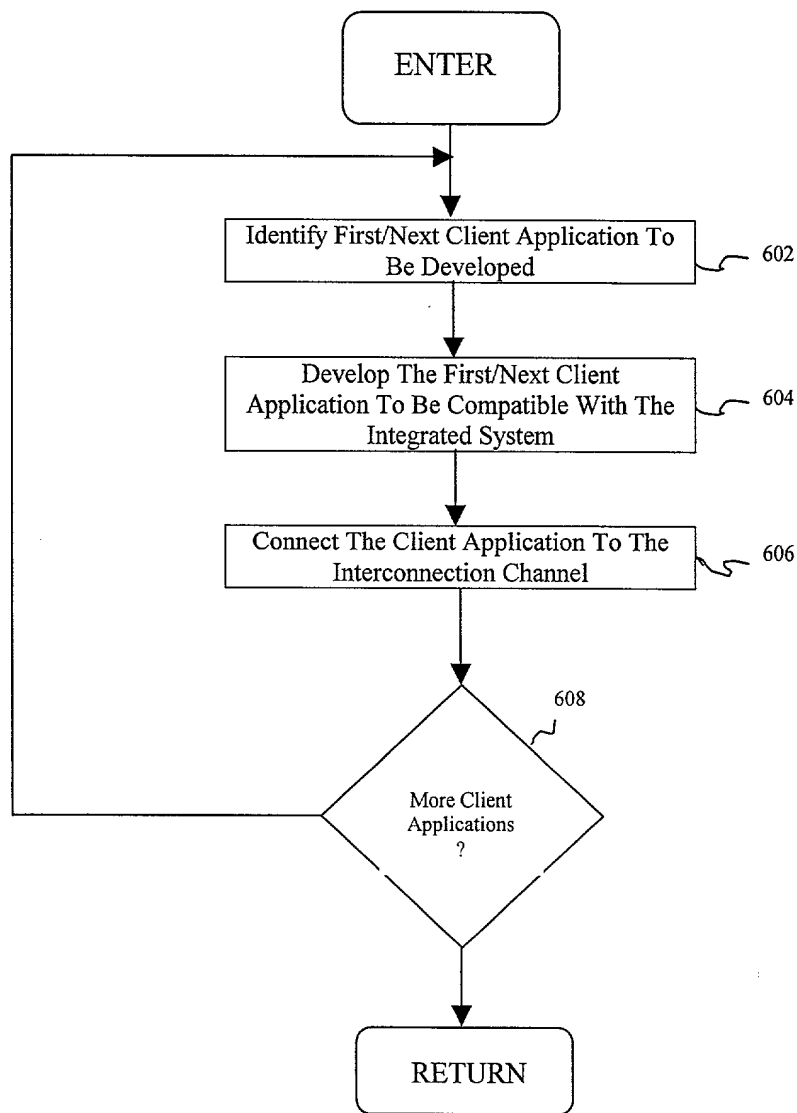 ENTER
Identify First/Next Client Application To
Be Developed
602
Develop The First/Next Client
Application To Be Compatible With The
Integrated System
604
Connect The Client Application To The
Interconnection Channel
606
608
More Client
Applications
?
RETURN